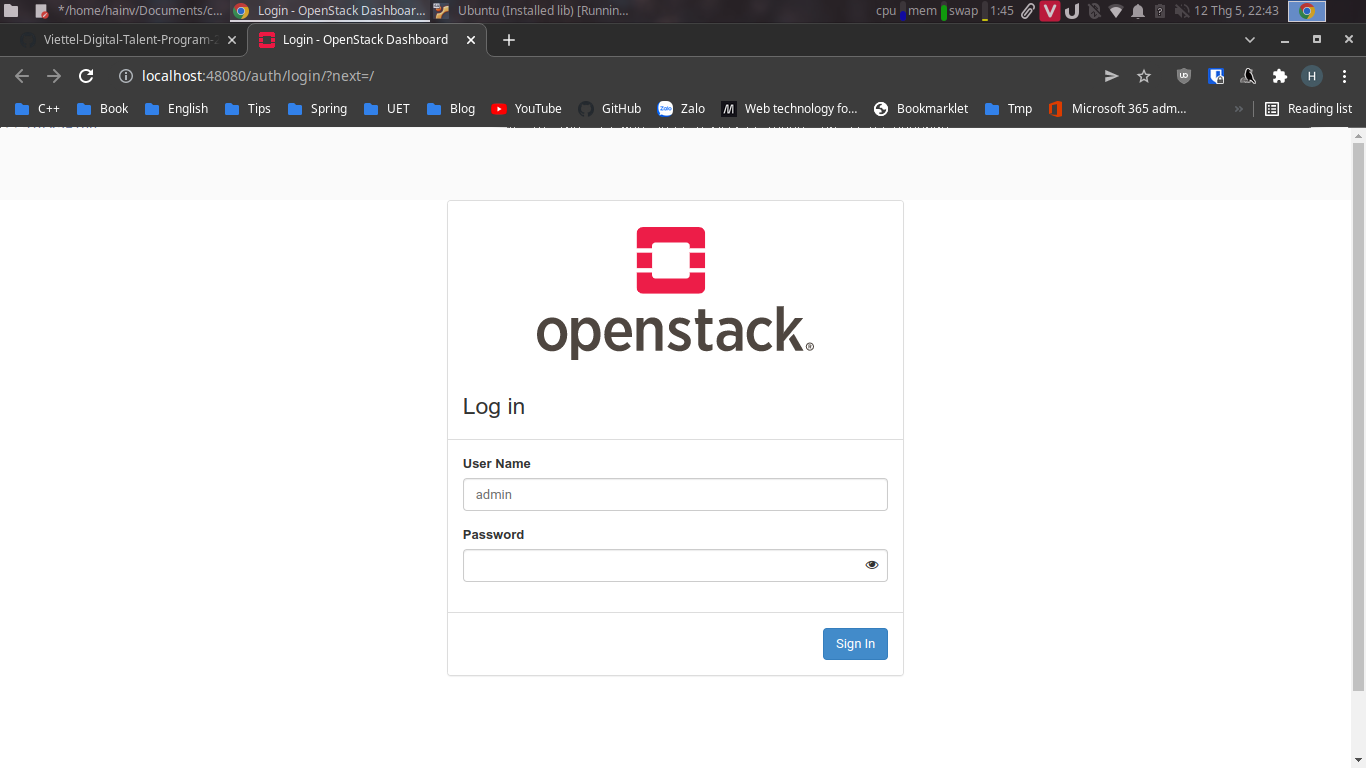 */home/hainv/Documents/c... Login - OpenStack Dashboar... Ubuntu (Installed lib) [Runnin... cpu mem swap 1:45 V 12 Thg 5, 22:43
Viettel-Digital-Talent-Program- Login - OpenStack Dashboard
localhost:48080/auth/login/?next=/ H
C++ Book English Tips Spring UET Blog YouTube GitHub Zalo Web technology fo... Bookmarklet Tmp Microsoft 365 adm... » Reading list
openstack®
Log in
User Name
admin
Password
Sign In